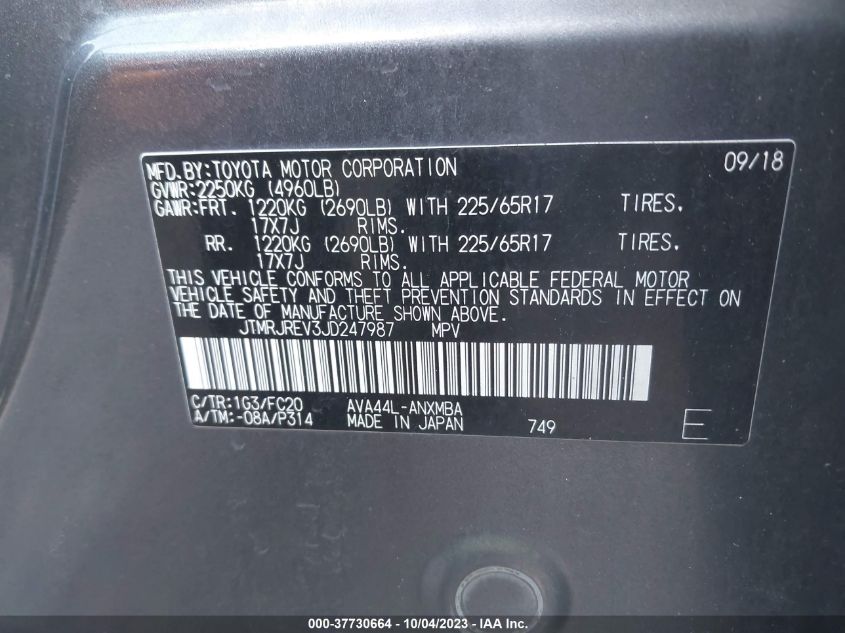 MFD.BY:TOYOTA MOTOR CORPORATION 09/18
GVWR:2250KG (4960LB)
GAWR:FRT. 1220KG (2690LB) WITH 225/65R17 TIRES.
17X7J RIMS.
RR. 1220KG (2690LB) WITH 225/65R17 TIRES.
17X7J RIMS.
THIS VEHICLE CONFORMS TO ALL APPLICABLE FEDERAL MOTOR
VEHICLE SAFETY AND THEFT PREVENTION STANDARDS IN EFFECT ON
THE DATE OF MANUFACTURE SHOWN ABOVE.
JTMRJREV3JD247987 MPV
C/TR:1G3/FC20 AVA44L-ANXMBA
A/TM:-08A/P314 MADE IN JAPAN 749 E
000-37730664 - 10/04/2023 - IAA Inc.